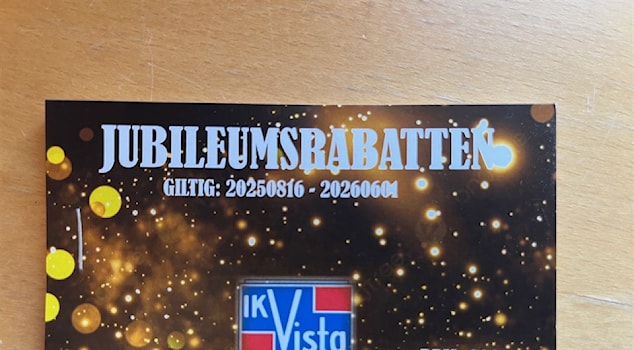 JUBILEUMSRABATTEN
GILTIG: 20250816 - 20260601
IK
Vista